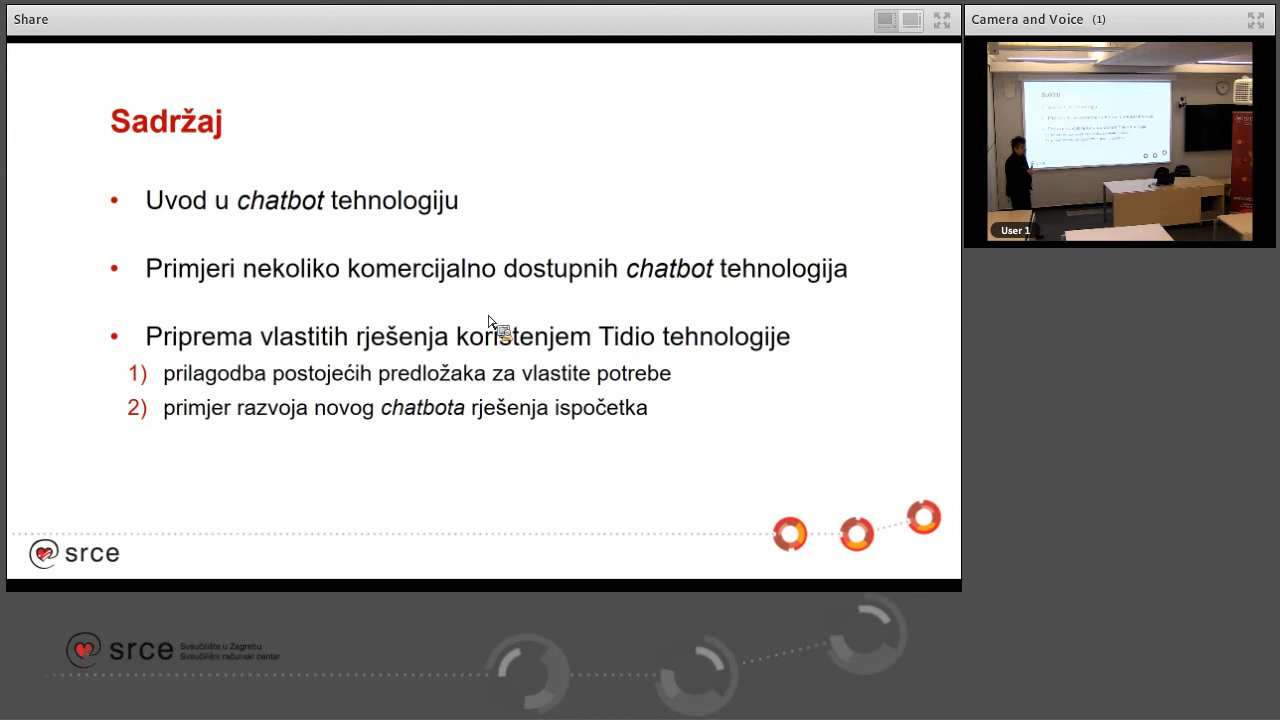 Share
Camera and Voice (1)
Sadržaj
• Uvod u chatbot tehnologiju
• Primjeri nekoliko komercijalno dostupnih chatbot tehnologija
• Priprema vlastitih rješenja korištenjem Tidio tehnologije
1) prilagodba postojećih predložaka za vlastite potrebe
2) primjer razvoja novog chatbota rješenja ispočetka
srce
User 1
Sadržaj
srce
Sveučilište u Zagrebu
Sveučilišni računski centar